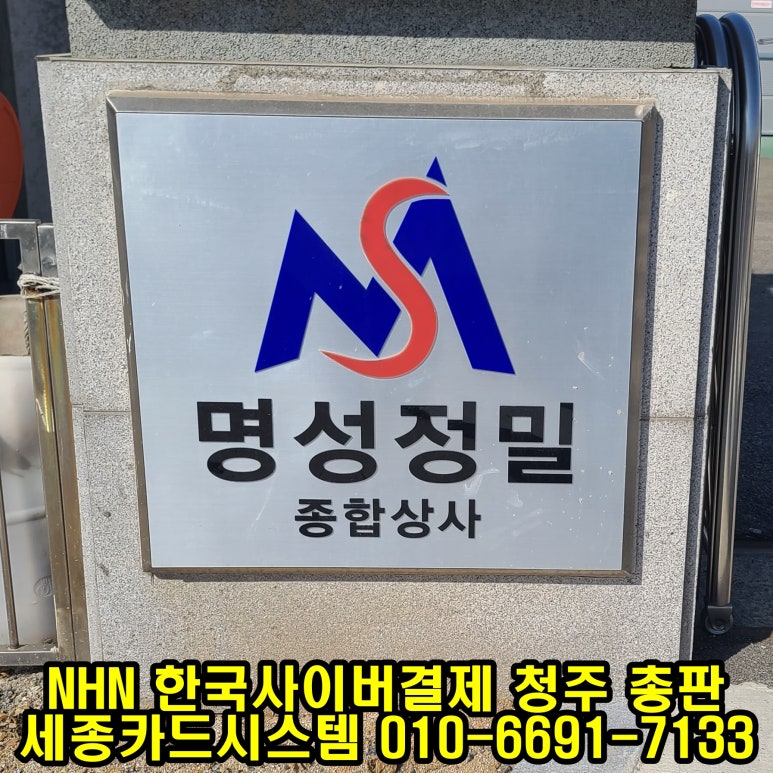 MS
명성정밀
종합상사
NHN 한국사이버결제 청주 총판
세종카드시스템 010-6691-7133